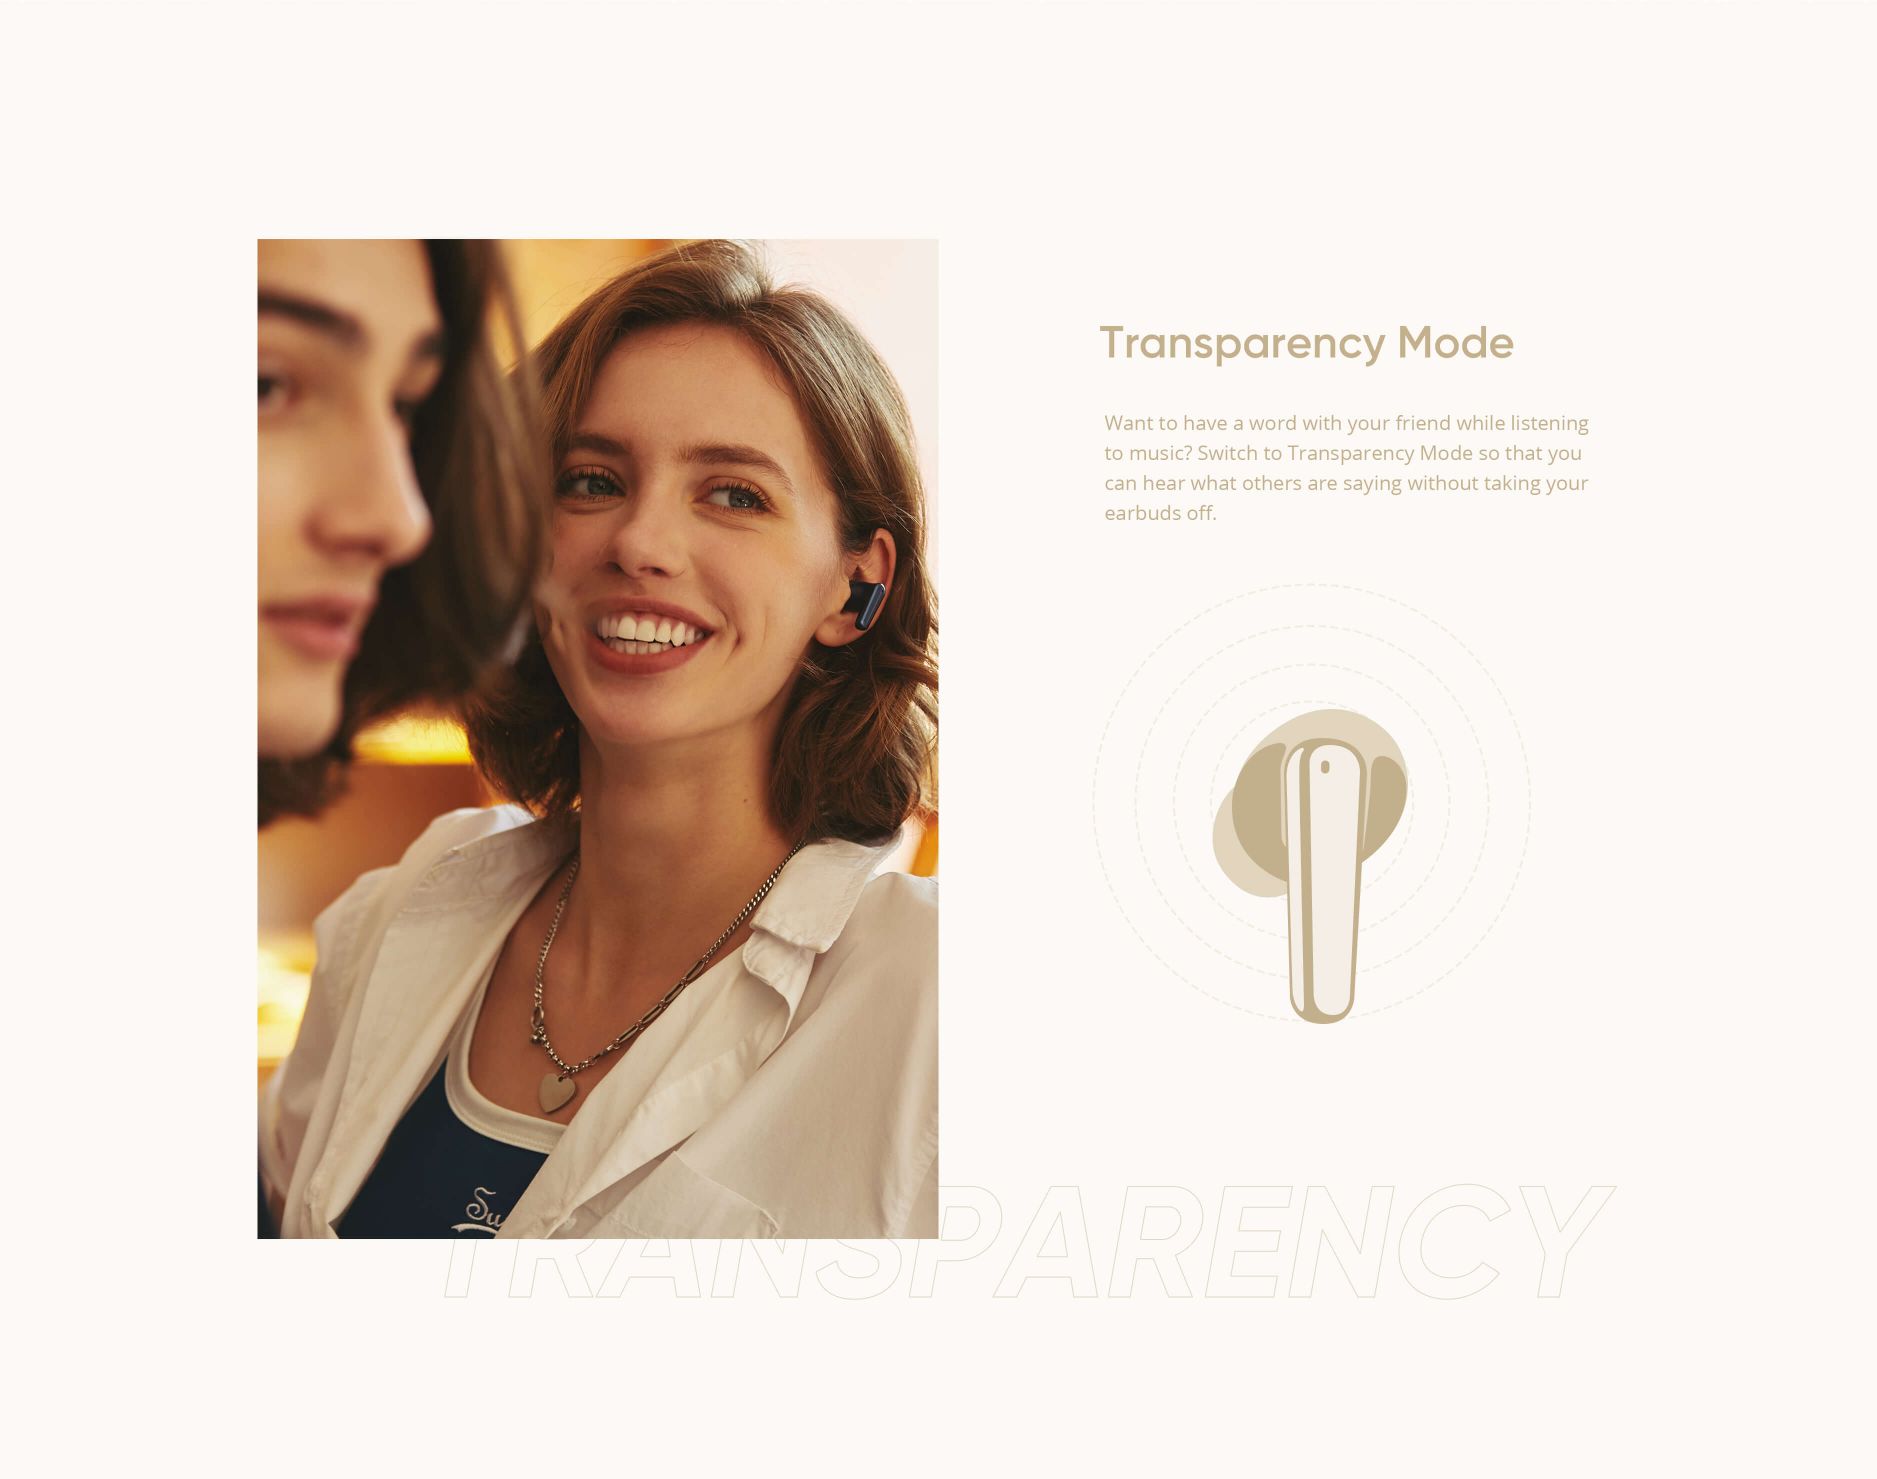 Transparency Mode
Want to have a word with your friend while listening
to music? Switch to Transparency Mode so that you
can hear what others are saying without taking your
earbuds off.
TRANSPARENCY